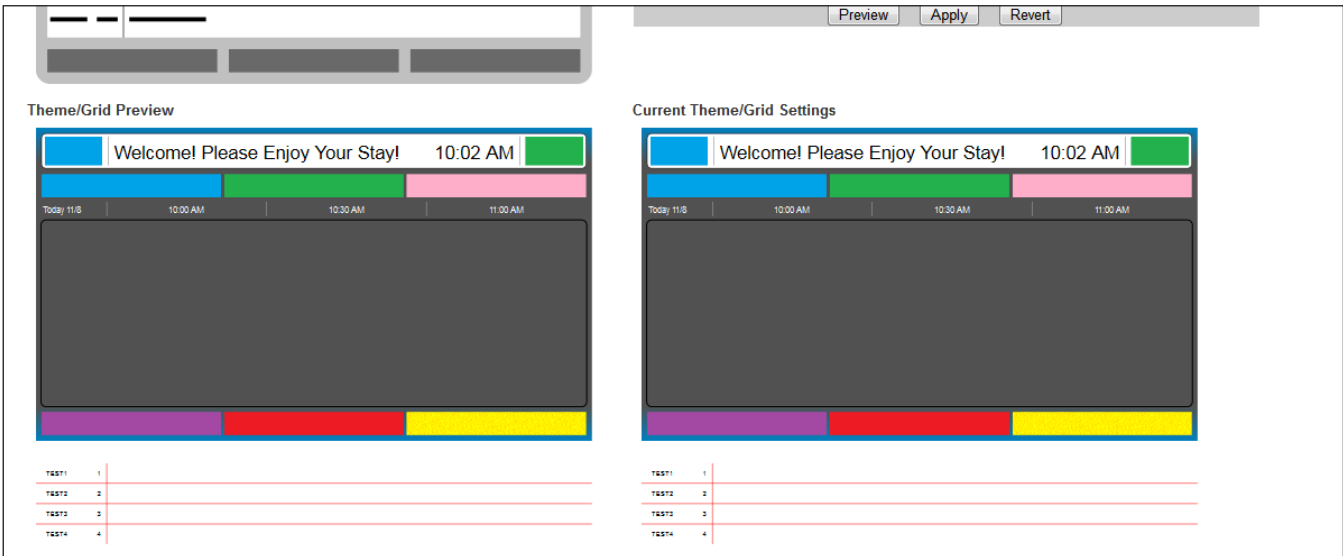 Preview Apply Revert
Theme/Grid Preview
Welcome! Please Enjoy Your Stay! 10:02 AM
Today 11/8 10:00 AM 10:30 AM 11:00 AM
TEST1 1
TEST2 2
TEST3 3
TEST4 4
Current Theme/Grid Settings
Welcome! Please Enjoy Your Stay! 10:02 AM
Today 11/8 10:00 AM 10:30 AM 11:00 AM
TEST1 1
TEST2 2
TEST3 3
TEST4 4